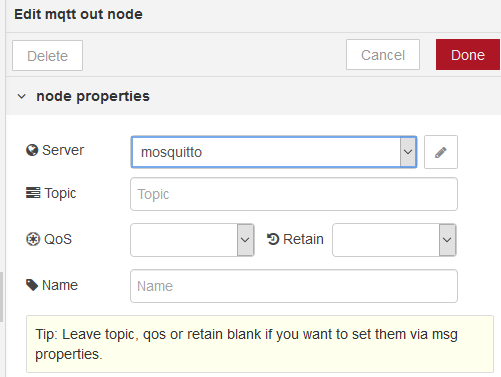 Edit mqtt out node
Delete Cancel Done
node properties
Server mosquitto
Topic Topic
QoS Retain
Name Name
Tip: Leave topic, qos or retain blank if you want to set them via msg
properties.